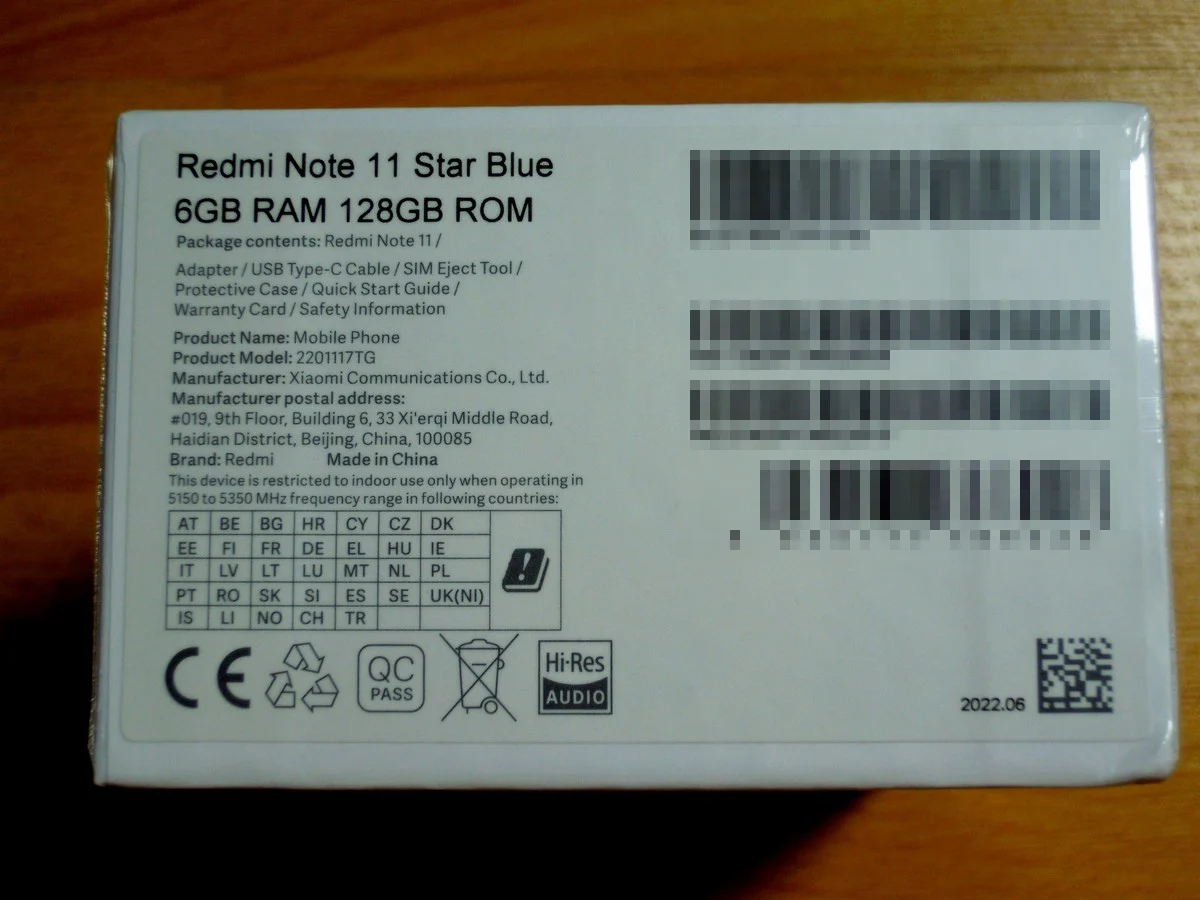 Redmi Note 11 Star Blue
6GB RAM 128GB ROM
Package contents: Redmi Note 11 /
Adapter / USB Type-C Cable / SIM Eject Tool /
Protective Case / Quick Start Guide /
Warranty Card / Safety Information
Product Name: Mobile Phone
Product Model: 2201117TG
Manufacturer: Xiaomi Communications Co., Ltd.
Manufacturer postal address:
#019, 9th Floor, Building 6, 33 Xi'erqi Middle Road,
Haidian District, Beijing, China, 100085
Brand: Redmi Made in China
This device is restricted to indoor use only when operating in
5150 to 5350 MHz frequency range in following countries:
AT BE BG HR CY CZ DK
EE FI FR DE EL HU IE
IT LV LT LU MT NL PL
PT RO SK SI ES SE UK(NI)
IS LI NO CH TR
CE
QC
PASS
Hi-Res
AUDIO
2022.06